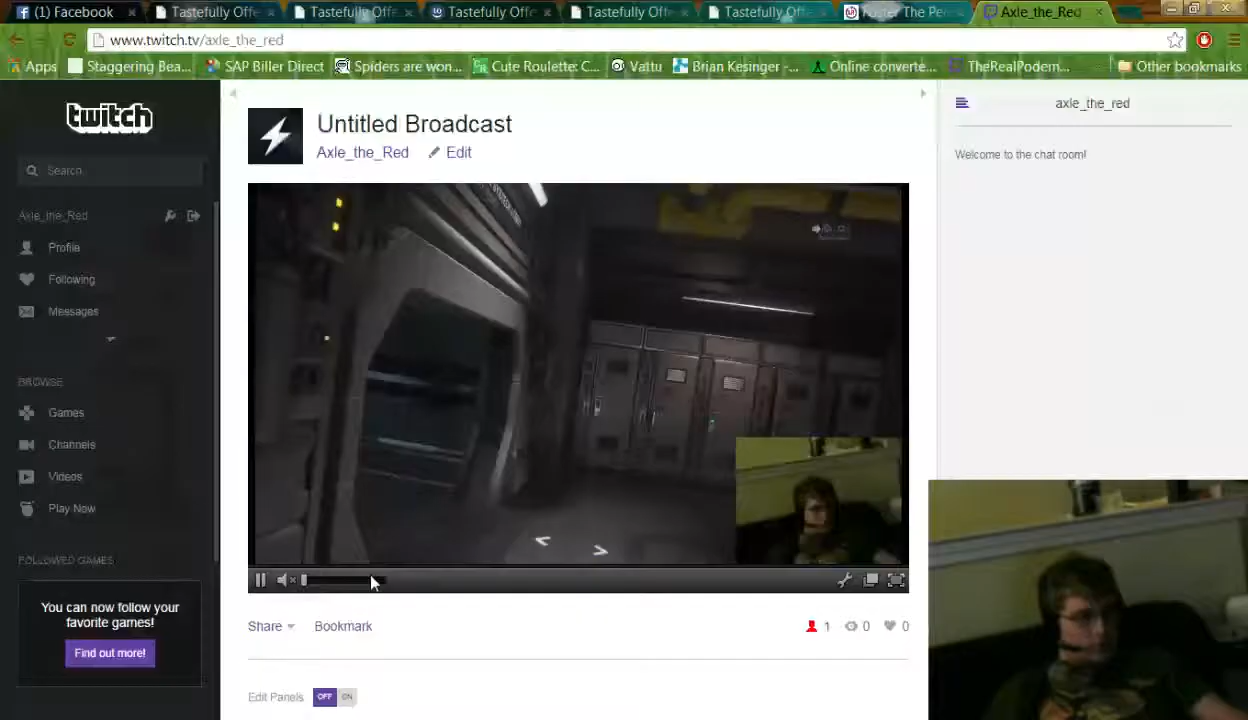 (1) Facebook
Tastefully Offe
Tastefully Offe
Tastefully Offe
Tastefully Offe
Tastefully Offe
Foster The Pe
Axle_the_Red
www.twitch.tv/axle_the_red
Apps
Staggering Bea...
SAP Biller Direct
Spiders are won...
Cute Roulette: C...
Vattu
Brian Kesinger -...
Online converte...
TheRealPodem...
Other bookmarks
twitch
Search
Axle_the_Red
Profile
Following
Messages
BROWSE
Games
Channels
Videos
Play Now
FOLLOWED GAMES
You can now follow your
favorite games!
Find out more!
Untitled Broadcast
Axle_the_Red
Edit
Share
Bookmark
1
0
0
Edit Panels
OFF
ON
axle_the_red
Welcome to the chat room!